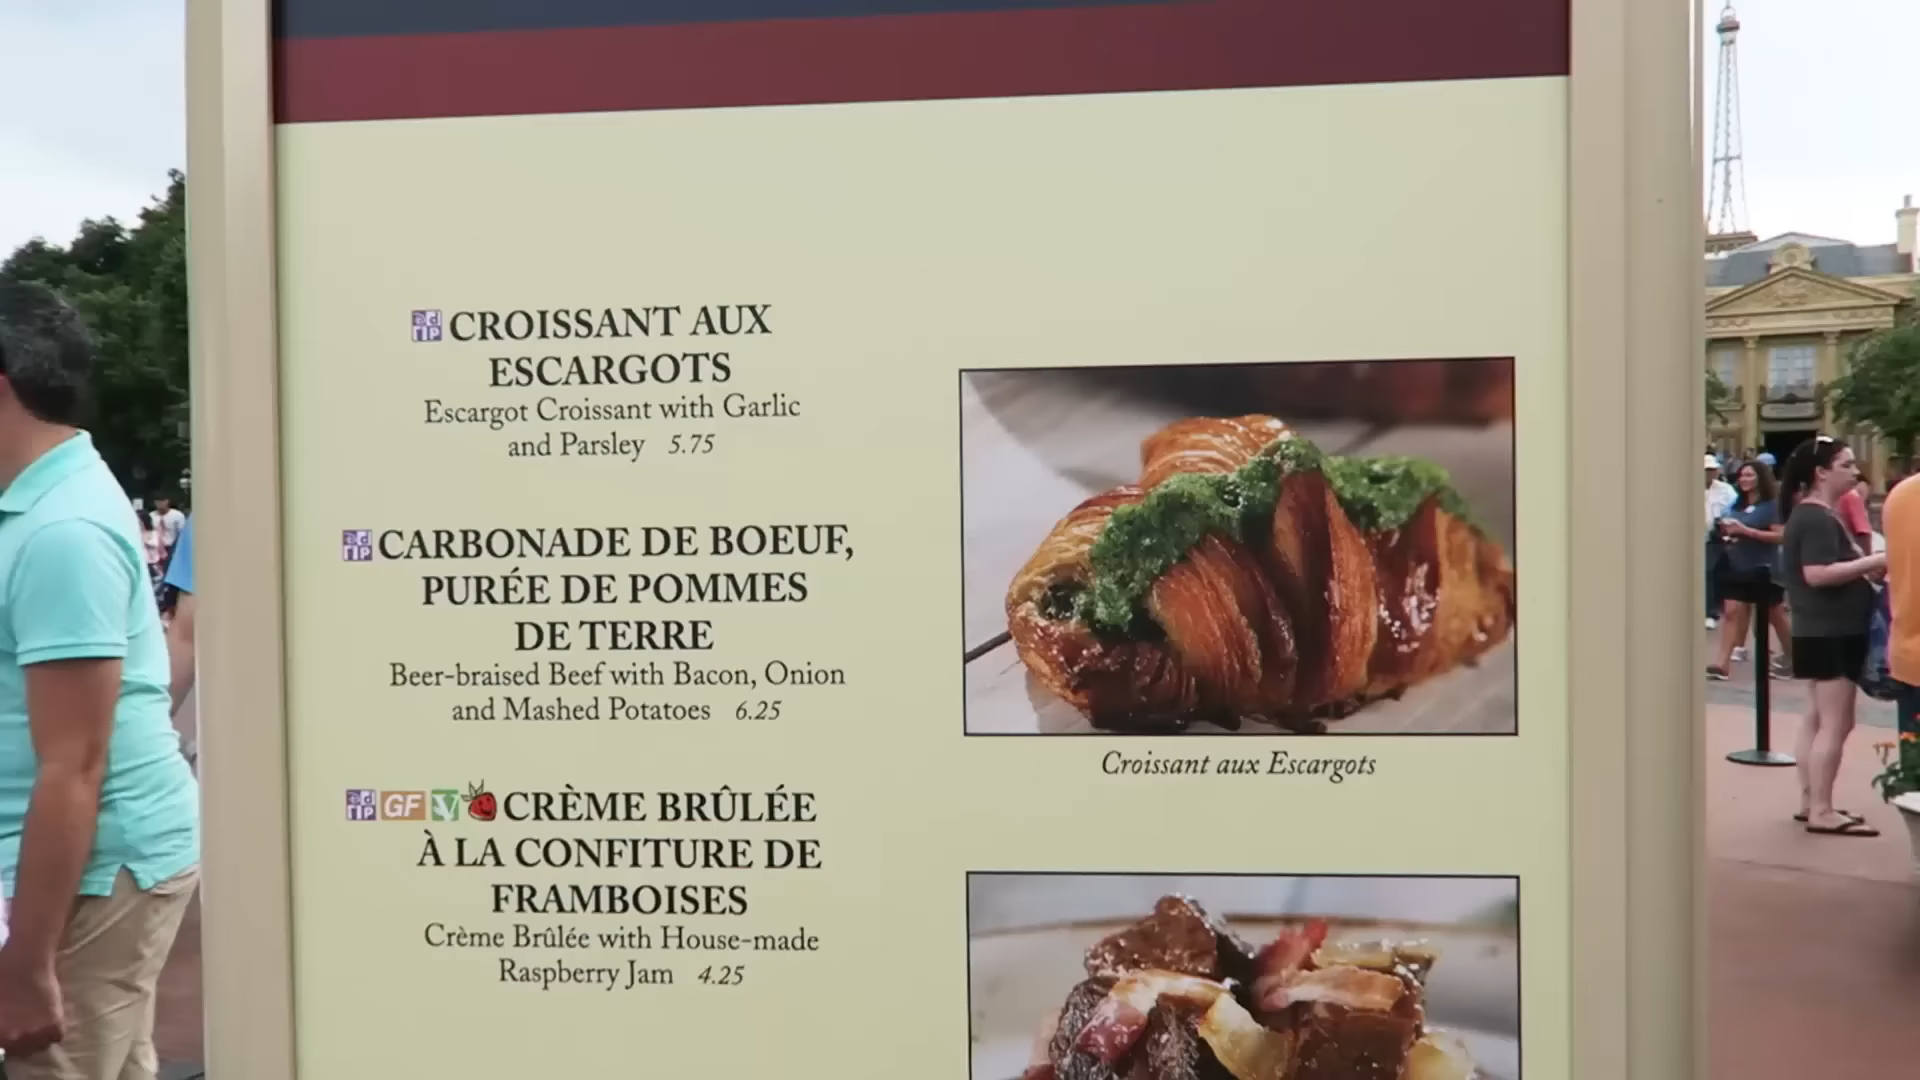 CROISSANT AUX
ESCARGOTS
Escargot Croissant with Garlic
and Parsley 5.75
CARBONADE DE BOEUF,
PURÉE DE POMMES
DE TERRE
Beer-braised Beef with Bacon, Onion
and Mashed Potatoes 6.25
GF V CRÈME BRÛLÉE
À LA CONFITURE DE
FRAMBOISES
Crème Brûlée with House-made
Raspberry Jam 4.25
Croissant aux Escargots